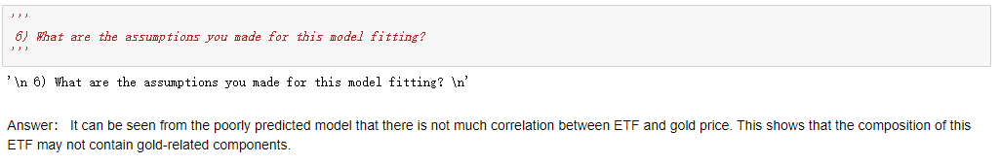 '''
6) What are the assumptions you made for this model fitting?
'''
'\n 6) What are the assumptions you made for this model fitting? \n'
Answer: It can be seen from the poorly predicted model that there is not much correlation between ETF and gold price. This shows that the composition of this
ETF may not contain gold-related components.